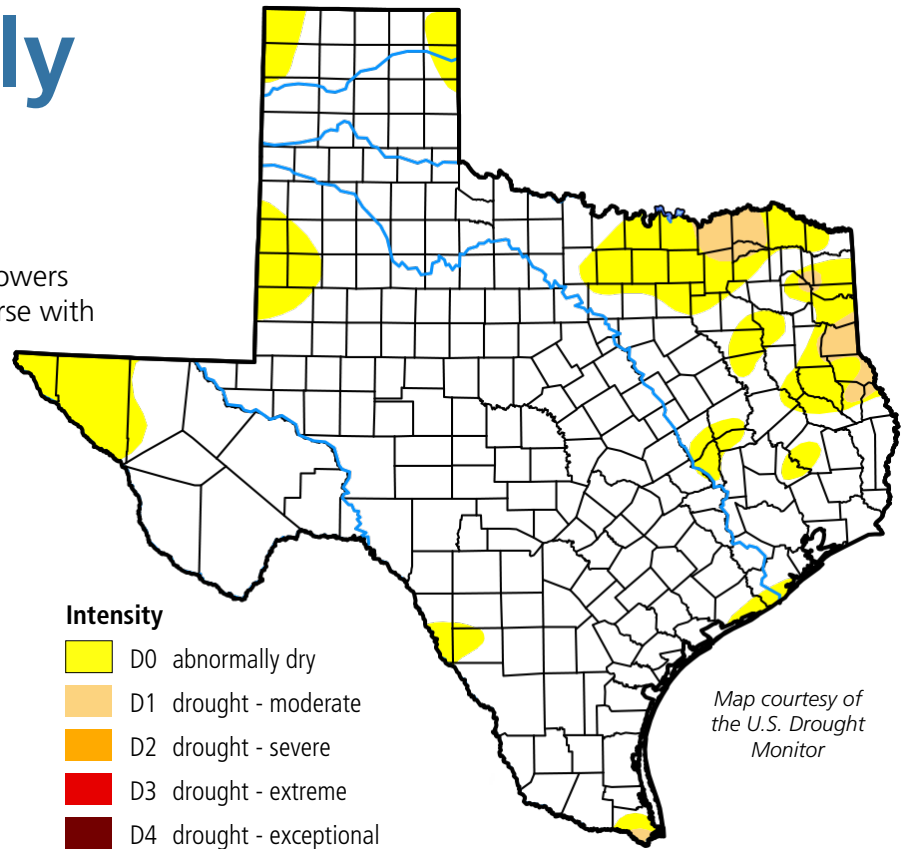 ly
owers
rse with
Intensity
D0 abnormally dry
D1 drought - moderate
D2 drought - severe
D3 drought - extreme
D4 drought - exceptional
Map courtesy of
the U.S. Drought
Monitor